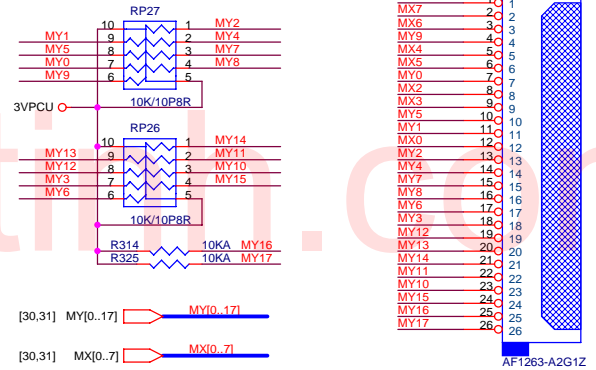 RP27
10 1 MY2
MY1 9 2 MY4
MY5 8 3 MY7
MY0 7 4 MY8
MY9 6 5
3VPCU
10K/10P8R
RP26
10 1 MY14
MY13 9 2 MY11
MY12 8 3 MY10
MY3 7 4 MY15
MY6 6 5
10K/10P8R
R314 10KA MY16
R325 10KA MY17
[30,31] MY[0..17] MY[0..17]
[30,31] MX[0..7] MX[0..7]
1
MX7 2 2
MX6 3 3
MY9 4 4
MX4 5 5
MX5 6 6
MY0 7 7
MX2 8 8
MX3 9 9
MY5 10 10
MY1 11 11
MX0 12 12
MY2 13 13
MY4 14 14
MY7 15 15
MY8 16 16
MY6 17 17
MY3 18 18
MY12 19 19
MY13 20 20
MY14 21 21
MY11 22 22
MY10 23 23
MY15 24 24
MY16 25 25
MY17 26 26
AF1263-A2G1Z